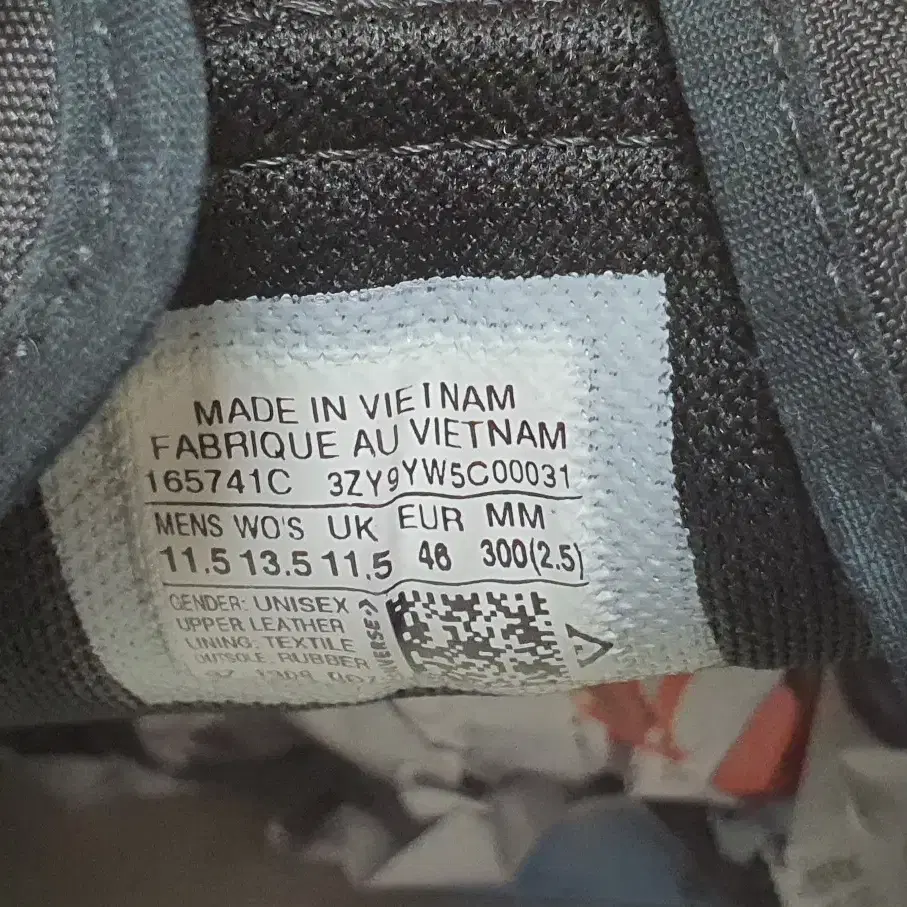 MADE IN VIETNAM
FABRIQUE AU VIETNAM
165741C 3ZY9YW5C00031
MENS WO'S UK EUR MM
11.5 13.5 11.5 46 300(2.5)
GENDER: UNISEX
UPPER LEATHER
LINING: TEXTILE
OUTSOLE: RUBBER